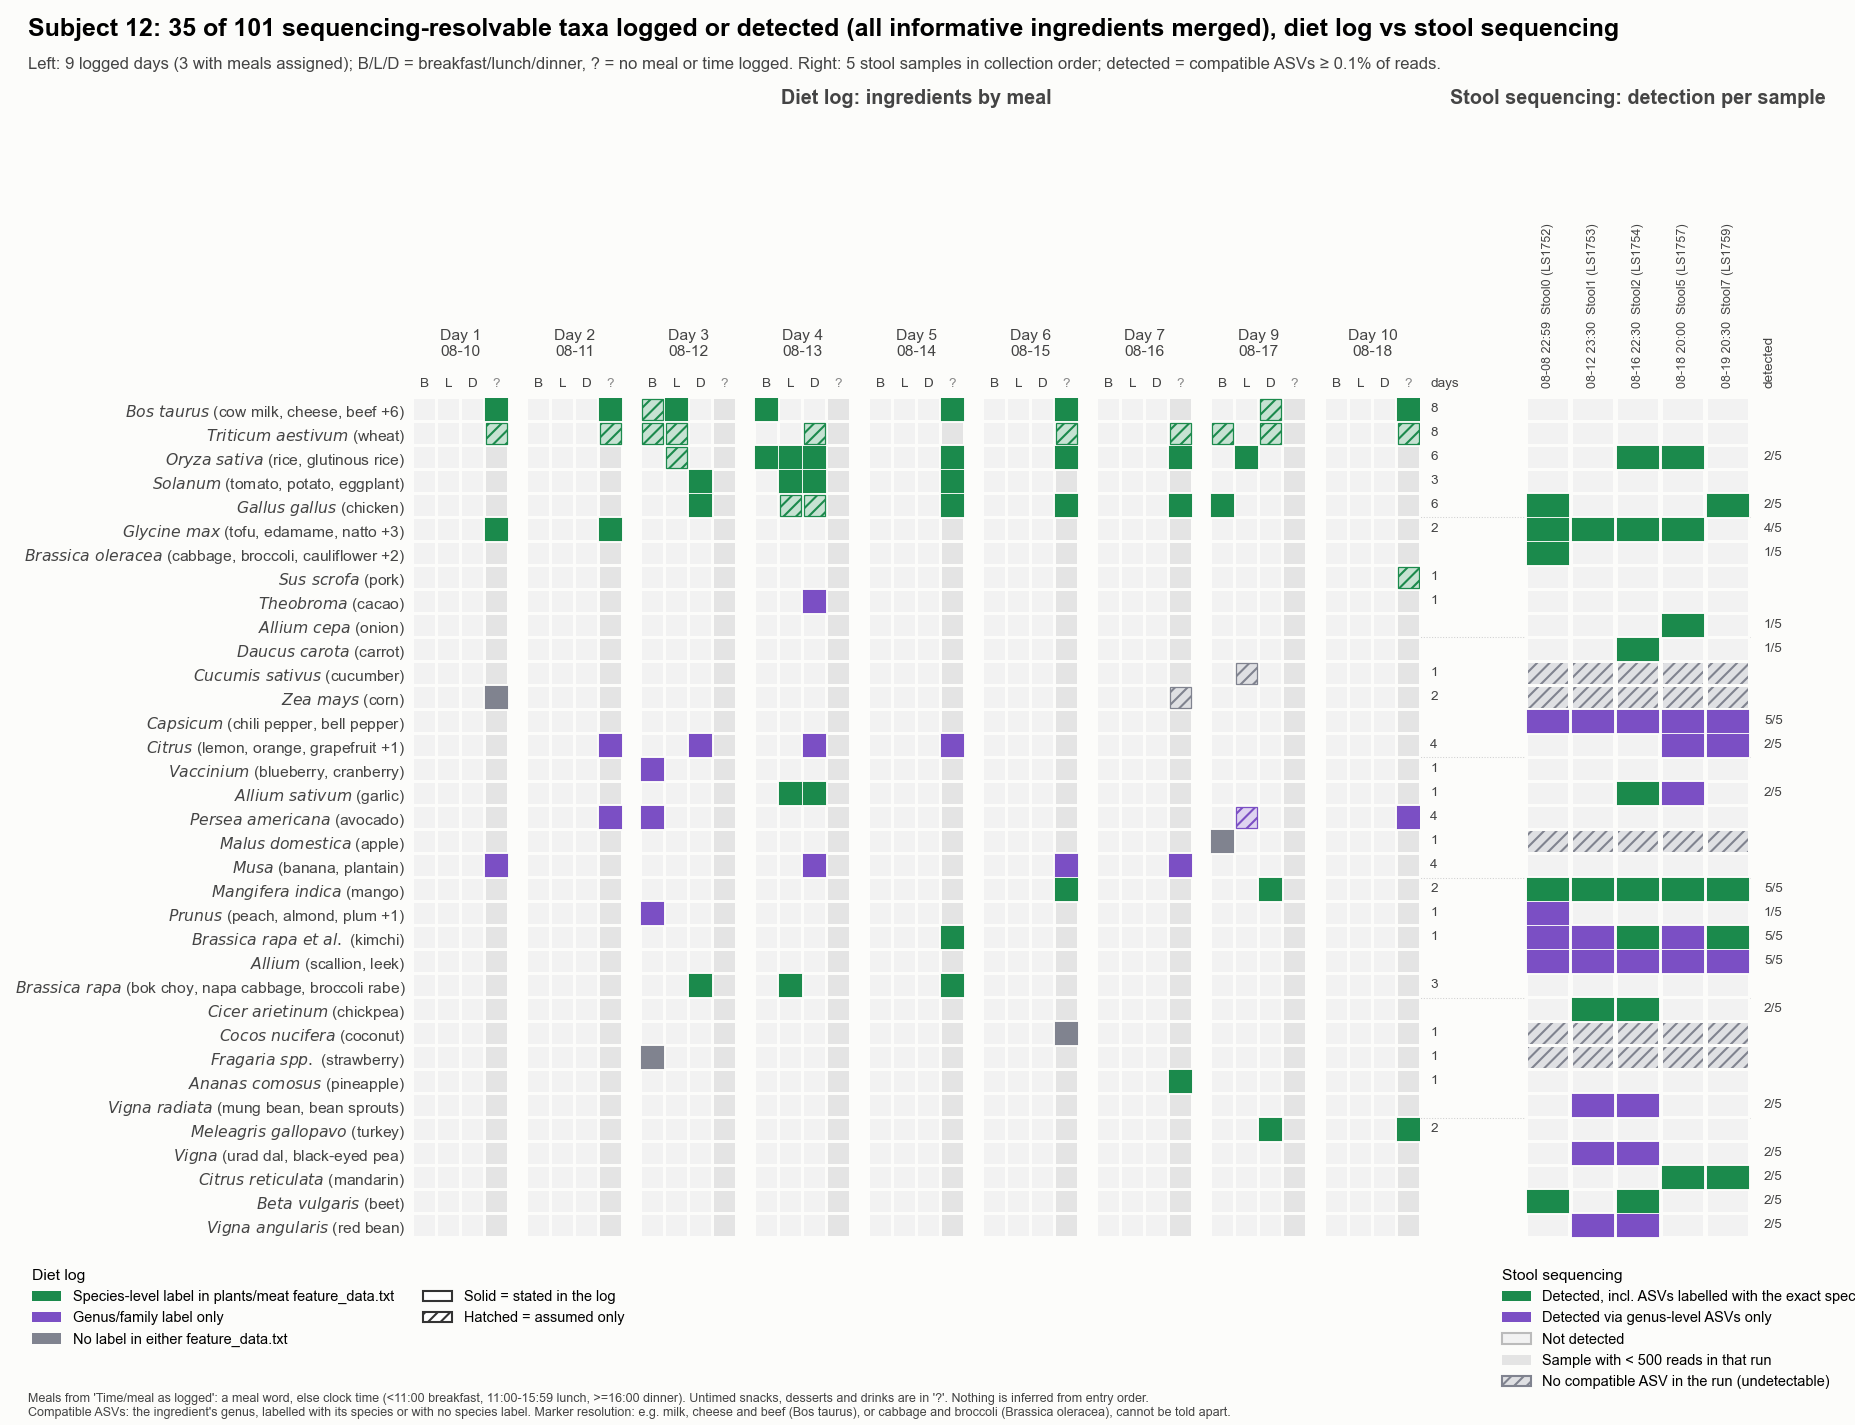 Subject 12: 35 of 101 sequencing-resolvable taxa logged or detected (all informative ingredients merged), diet log vs stool sequencing
Left: 9 logged days (3 with meals assigned); B/L/D = breakfast/lunch/dinner, ? = no meal or time logged. Right: 5 stool samples in collection order; detected = compatible ASVs ≥ 0.1% of reads.
Diet log: ingredients by meal
Stool sequencing: detection per sample
08-08 22:59 Stool0 (LS1752)
08-12 23:30 Stool1 (LS1753)
08-16 22:30 Stool2 (LS1754)
08-18 20:00 Stool5 (LS1757)
08-19 20:30 Stool7 (LS1759)
detected
Day 1 Day 2 Day 3 Day 4 Day 5 Day 6 Day 7 Day 9 Day 10
08-10 08-11 08-12 08-13 08-14 08-15 08-16 08-17 08-18
B L D ? B L D ? B L D ? B L D ? B L D ? B L D ? B L D ? B L D ? B L D ? days
Bos taurus (cow milk, cheese, beef +6) 8
Triticum aestivum (wheat) 8
Oryza sativa (rice, glutinous rice) 6 2/5
Solanum (tomato, potato, eggplant) 3
Gallus gallus (chicken) 6 2/5
Glycine max (tofu, edamame, natto +3) 2 4/5
Brassica oleracea (cabbage, broccoli, cauliflower +2) 1/5
Sus scrofa (pork) 1
Theobroma (cacao) 1
Allium cepa (onion) 1/5
Daucus carota (carrot) 1/5
Cucumis sativus (cucumber) 1
Zea mays (corn) 2
Capsicum (chili pepper, bell pepper) 5/5
Citrus (lemon, orange, grapefruit +1) 4 2/5
Vaccinium (blueberry, cranberry) 1
Allium sativum (garlic) 1 2/5
Persea americana (avocado) 4
Malus domestica (apple) 1
Musa (banana, plantain) 4
Mangifera indica (mango) 2 5/5
Prunus (peach, almond, plum +1) 1 1/5
Brassica rapa et al. (kimchi) 1 5/5
Allium (scallion, leek) 5/5
Brassica rapa (bok choy, napa cabbage, broccoli rabe) 3
Cicer arietinum (chickpea) 2/5
Cocos nucifera (coconut) 1
Fragaria spp. (strawberry) 1
Ananas comosus (pineapple) 1
Vigna radiata (mung bean, bean sprouts) 2/5
Meleagris gallopavo (turkey) 2
Vigna (urad dal, black-eyed pea) 2/5
Citrus reticulata (mandarin) 2/5
Beta vulgaris (beet) 2/5
Vigna angularis (red bean) 2/5
Diet log
Species-level label in plants/meat feature_data.txt
Genus/family label only
No label in either feature_data.txt
Solid = stated in the log
Hatched = assumed only
Stool sequencing
Detected, incl. ASVs labelled with the exact spec
Detected via genus-level ASVs only
Not detected
Sample with < 500 reads in that run
No compatible ASV in the run (undetectable)
Meals from 'Time/meal as logged': a meal word, else clock time (<11:00 breakfast, 11:00-15:59 lunch, >=16:00 dinner). Untimed snacks, desserts and drinks are in '?'. Nothing is inferred from entry order.
Compatible ASVs: the ingredient's genus, labelled with its species or with no species label. Marker resolution: e.g. milk, cheese and beef (Bos taurus), or cabbage and broccoli (Brassica oleracea), cannot be told apart.